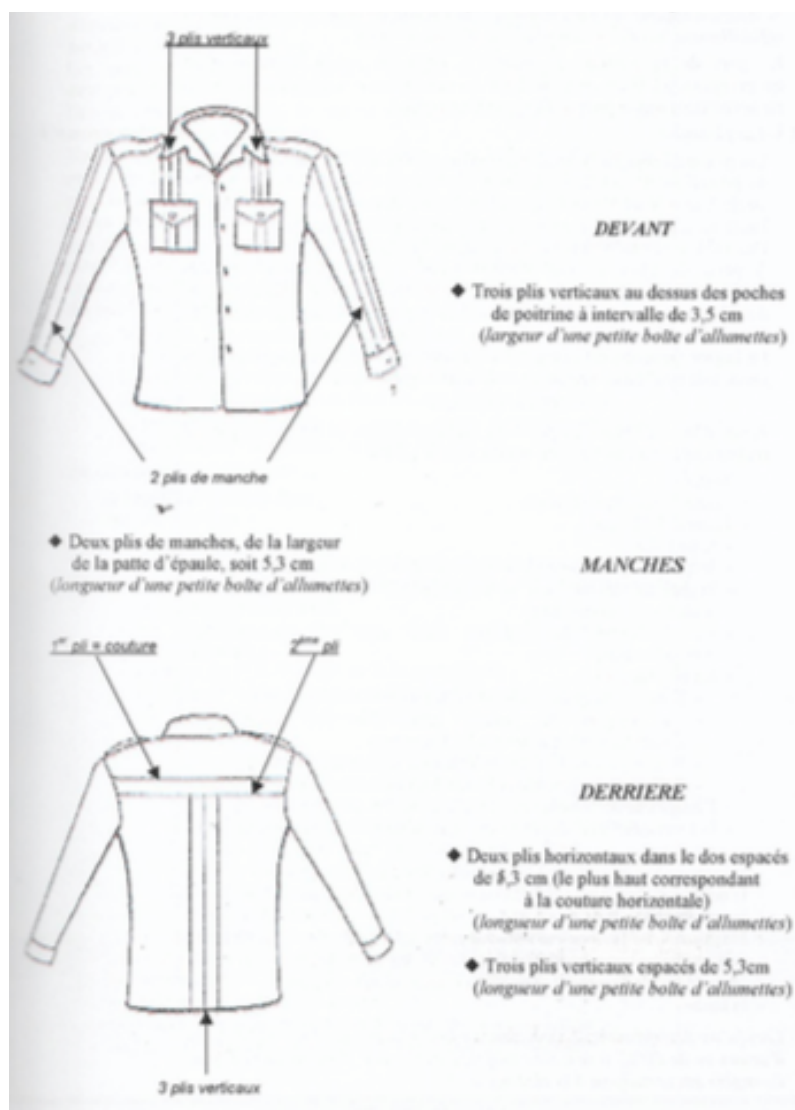 3 plis verticaux
DEVANT
◆ Trois plis verticaux au dessus des poches
de poitrine à intervalle de 3,5 cm
(largeur d'une petite boîte d'allumettes)
2 plis de manche
◆ Deux plis de manches, de la largeur
de la patte d'épaule, soit 5,3 cm
(longueur d'une petite boîte d'allumettes)
MANCHES
1er pli = couture
2ème pli
DERRIERE
◆ Deux plis horizontaux dans le dos espacés
de 5,3 cm (le plus haut correspondant
à la couture horizontale)
(longueur d'une petite boîte d'allumettes)
◆ Trois plis verticaux espacés de 5,3cm
(longueur d'une petite boîte d'allumettes)
3 plis verticaux